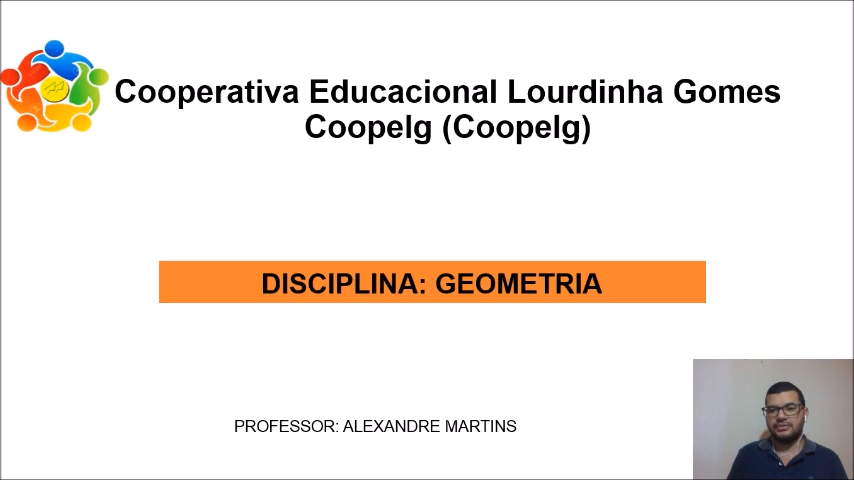 Cooperativa Educacional Lourdinha Gomes
Coopelg (Coopelg)
DISCIPLINA: GEOMETRIA
PROFESSOR: ALEXANDRE MARTINS